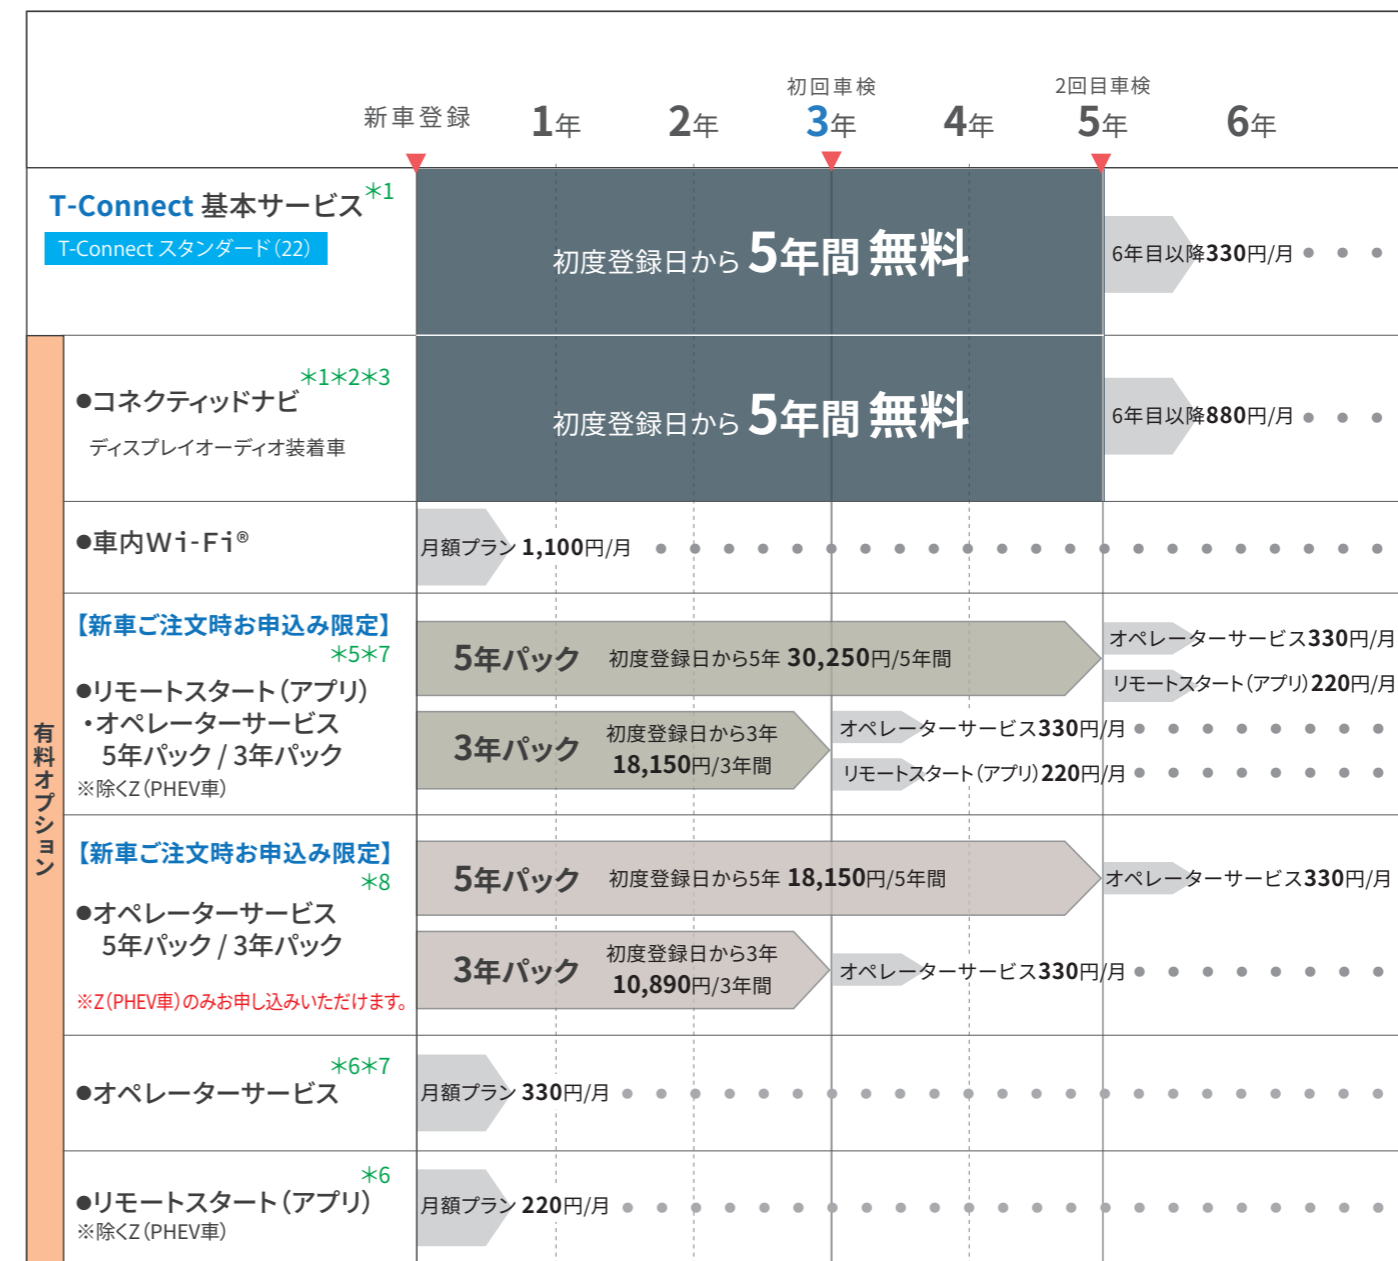 初回車検
2回目車検
新車登録
1年
2年
3年
4年
5年
6年
T-Connect 基本サービス＊1
T-Connect スタンダード（22）
初度登録日から 5年間 無料
6年目以降330円/月
有料オプション
＊1＊2＊3
●コネクティッドナビ
ディスプレイオーディオ装着車
初度登録日から 5年間 無料
6年目以降880円/月
●車内Wi-Fi®
月額プラン 1,100円/月
【新車ご注文時お申込み限定】
＊5＊7
●リモートスタート（アプリ）
・オペレーターサービス
5年パック / 3年パック
※除くZ（PHEV車）
5年パック 初度登録日から5年 30,250円/5年間
オペレーターサービス330円/月
リモートスタート（アプリ）220円/月
3年パック
初度登録日から3年
18,150円/3年間
オペレーターサービス330円/月
リモートスタート（アプリ）220円/月
【新車ご注文時お申込み限定】
＊8
●オペレーターサービス
5年パック / 3年パック
※Z（PHEV車）のみお申し込みいただけます。
5年パック 初度登録日から5年 18,150円/5年間
オペレーターサービス330円/月
3年パック
初度登録日から3年
10,890円/3年間
オペレーターサービス330円/月
＊6＊7
●オペレーターサービス
月額プラン 330円/月
＊6
●リモートスタート（アプリ）
※除くZ（PHEV車）
月額プラン 220円/月